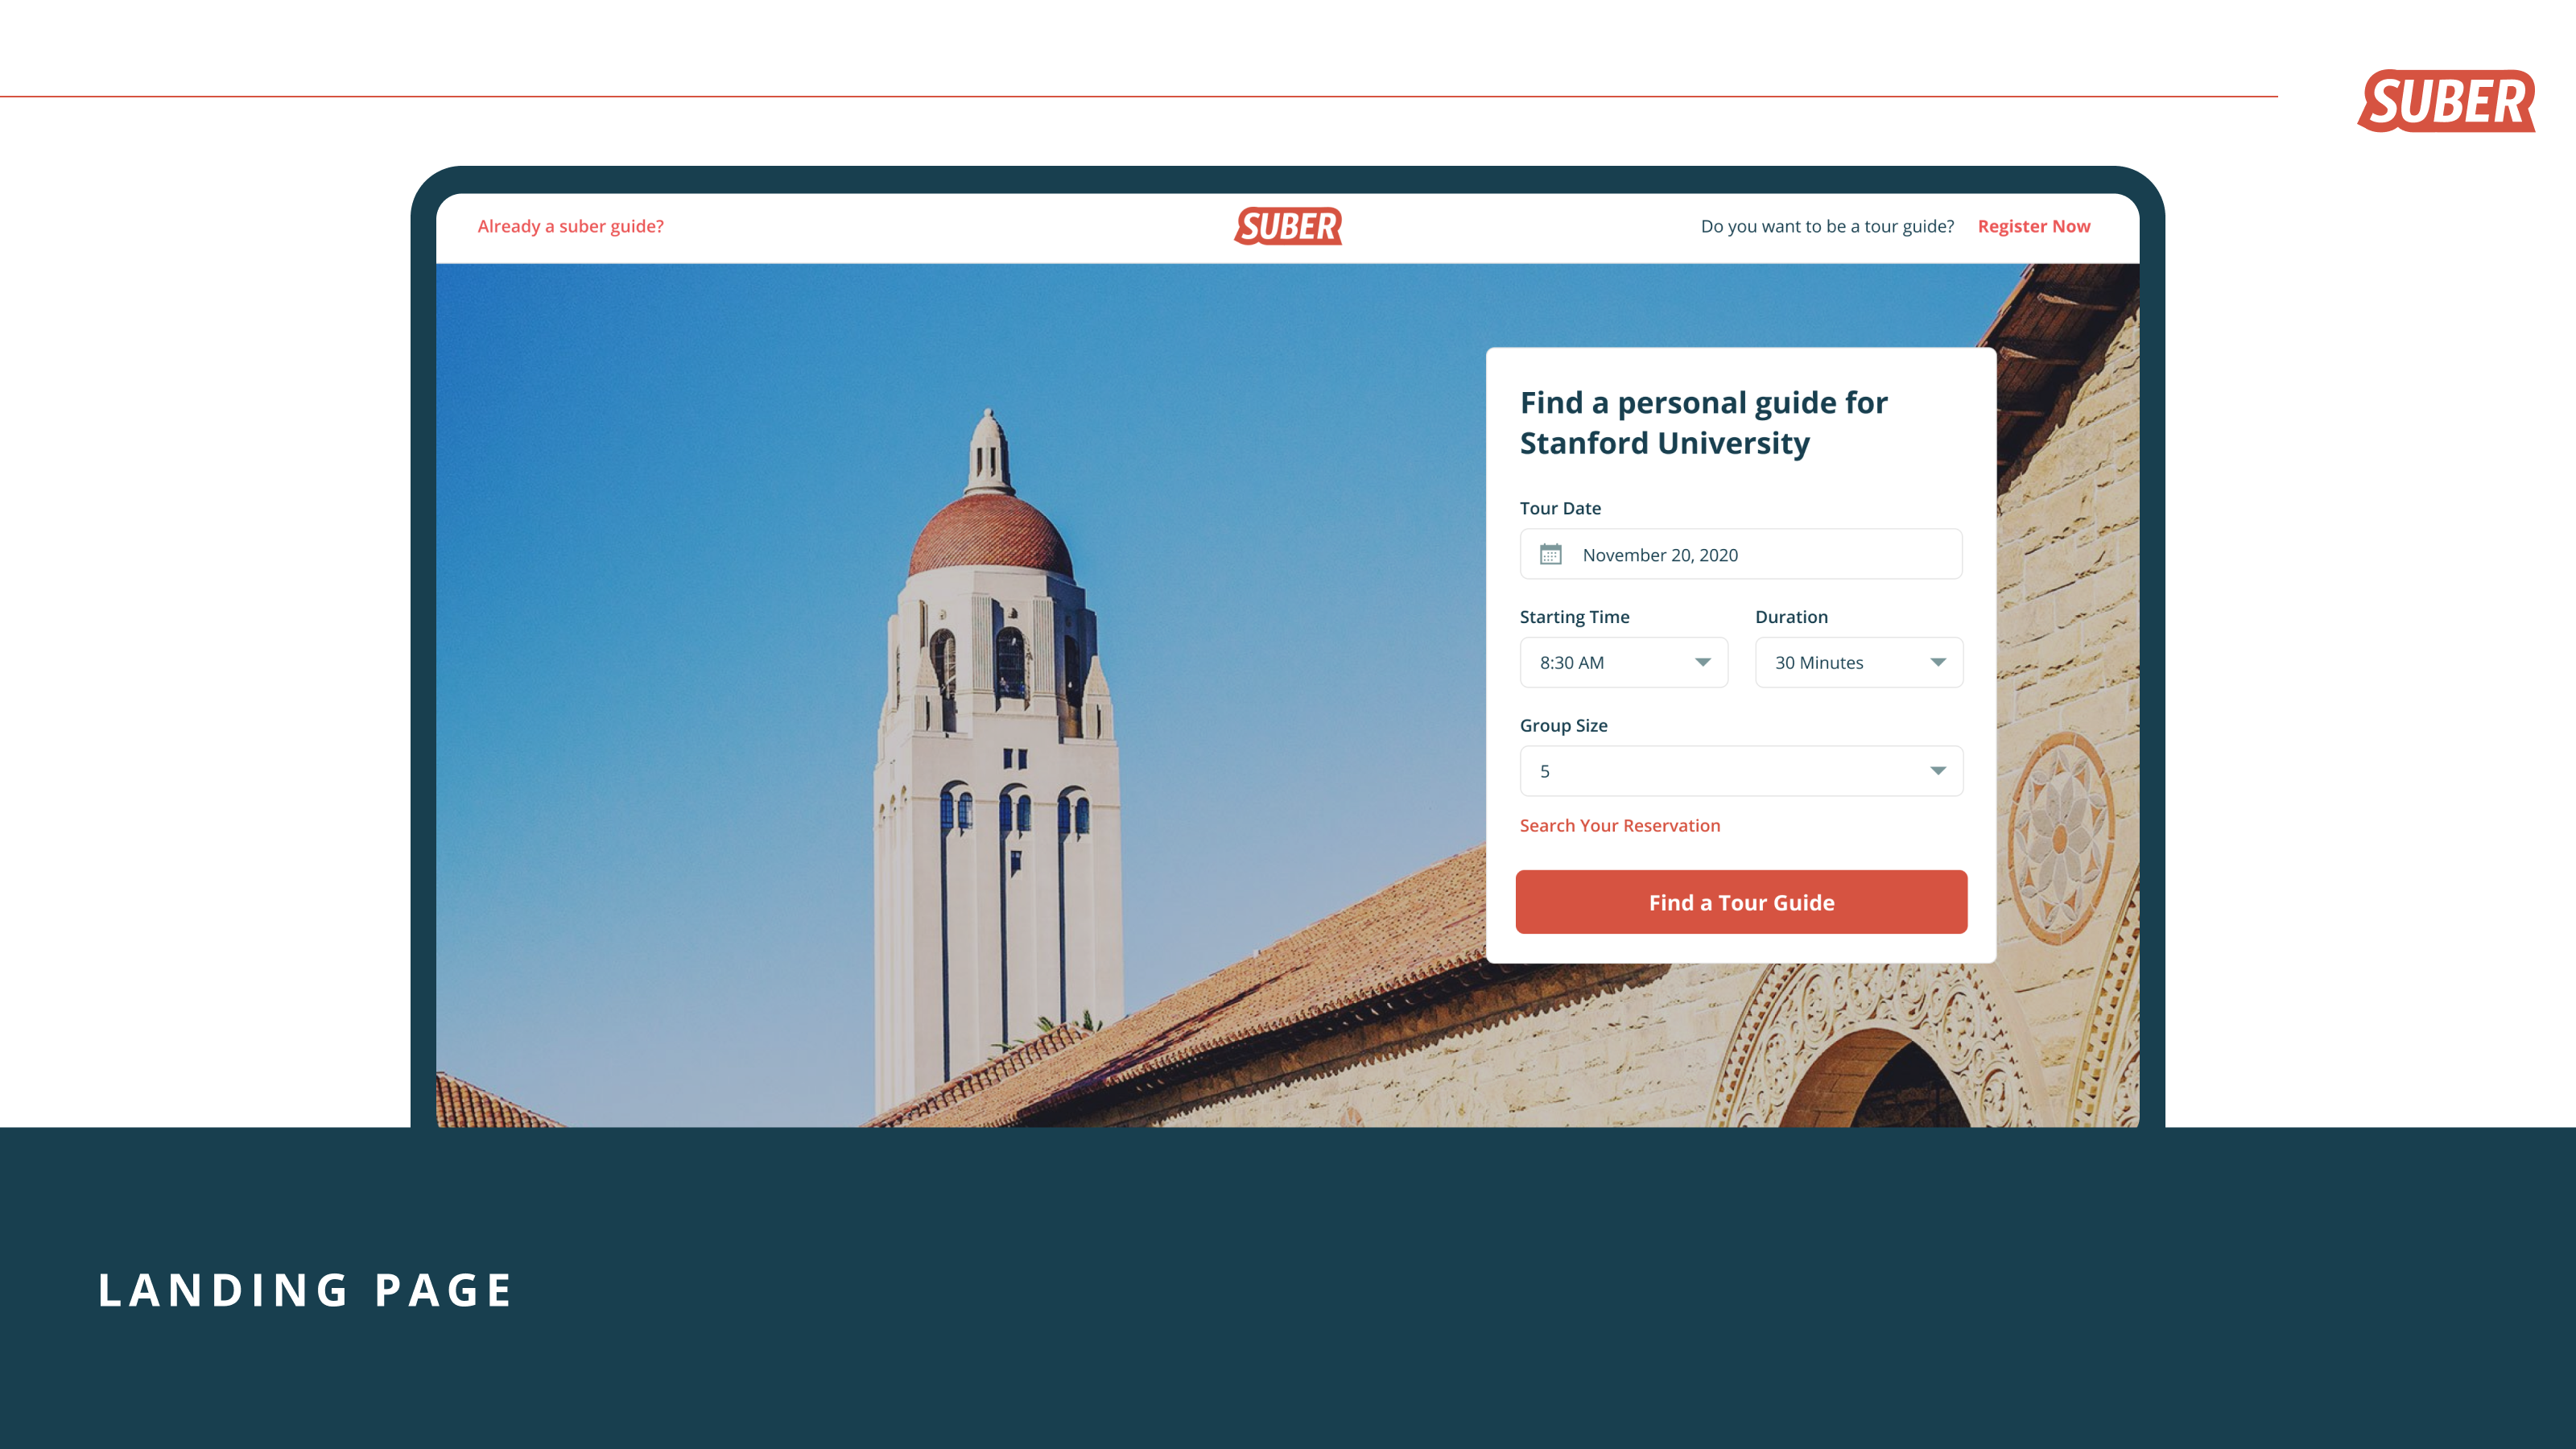 SUBER
Already a suber guide?
SUBER
Do you want to be a tour guide? Register Now
Find a personal guide for
Stanford University
Tour Date
November 20, 2020
Starting Time
Duration
8:30 AM
30 Minutes
Group Size
5
Search Your Reservation
Find a Tour Guide
LANDING PAGE